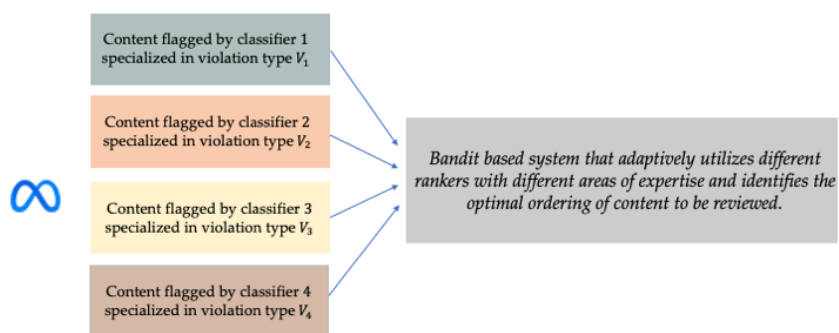 Content flagged by classifier 1
specialized in violation type V₁
Content flagged by classifier 2
specialized in violation type V₂
Content flagged by classifier 3
specialized in violation type V₃
Content flagged by classifier 4
specialized in violation type V₄
Bandit based system that adaptively utilizes different
rankers with different areas of expertise and identifies the
optimal ordering of content to be reviewed.